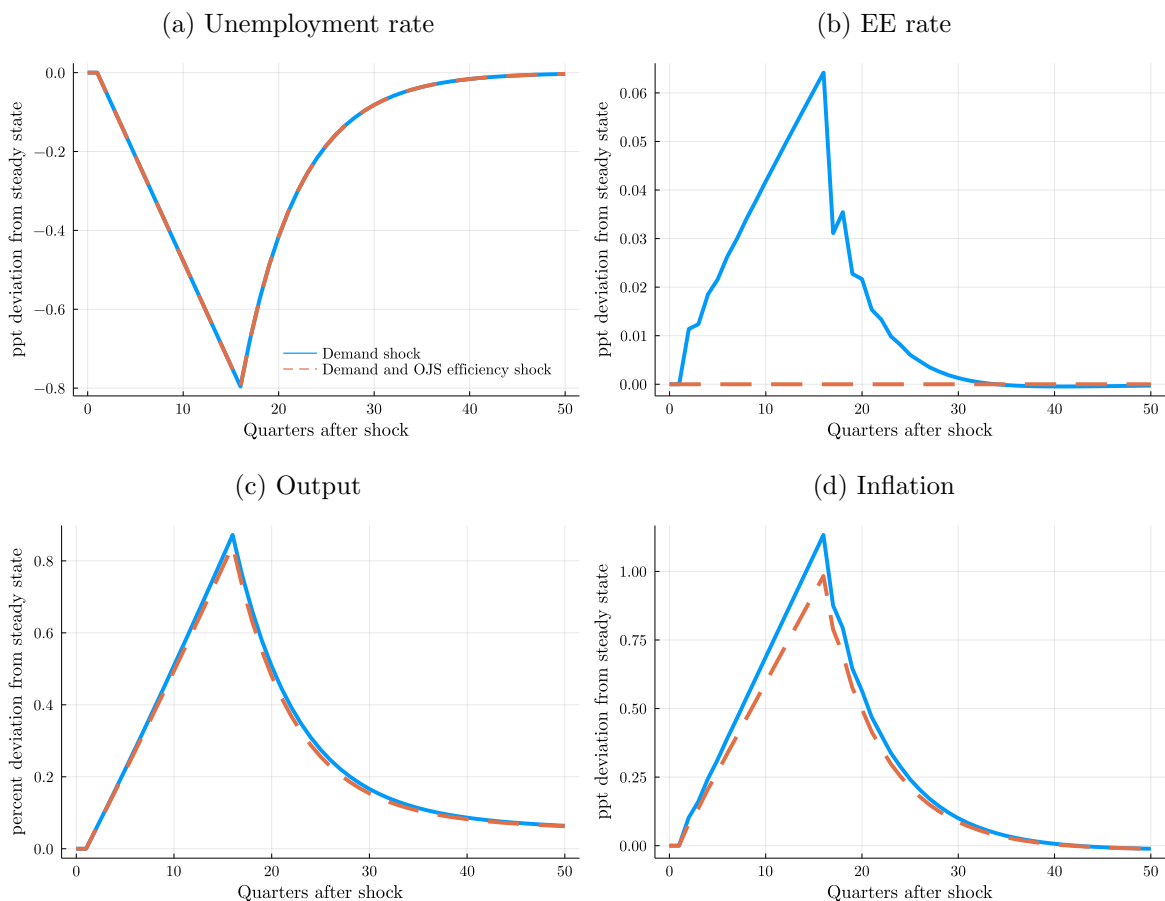 (a) Unemployment rate
ppt deviation from steady state
0.0
−0.2
−0.4
−0.6
−0.8
Demand shock
Demand and OJS efficiency shock
0 10 20 30 40 50
Quarters after shock
(b) EE rate
ppt deviation from steady state
0.06
0.05
0.04
0.03
0.02
0.01
0.00
0 10 20 30 40 50
Quarters after shock
(c) Output
percent deviation from steady state
0.8
0.6
0.4
0.2
0.0
0 10 20 30 40 50
Quarters after shock
(d) Inflation
ppt deviation from steady state
1.00
0.75
0.50
0.25
0.00
0 10 20 30 40 50
Quarters after shock